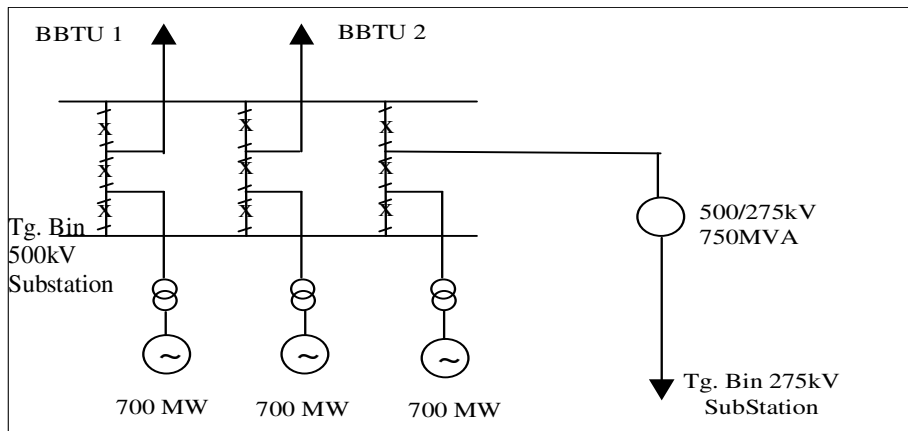 BBTU 1
BBTU 2
X
X
X
X
X
X
X
X
X
Tg. Bin
500kV
Substation
500/275kV
750MVA
~
~
~
700 MW
700 MW
700 MW
Tg. Bin 275kV
SubStation